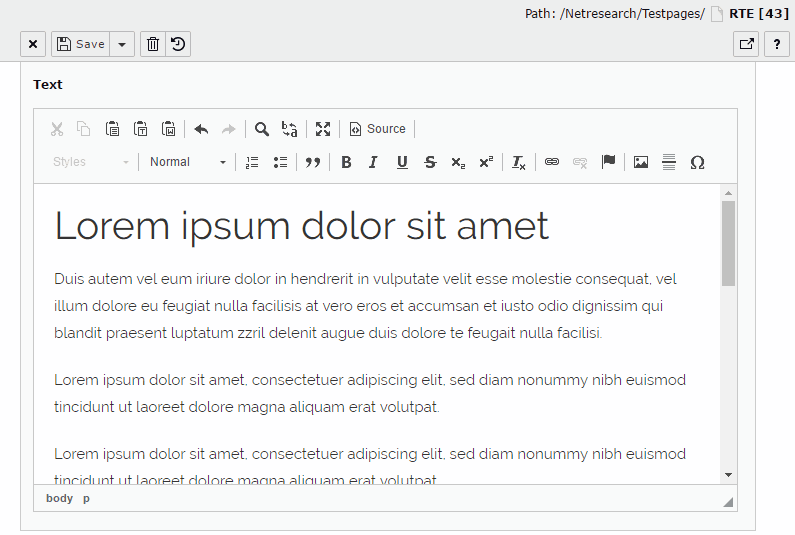 Path: /Netresearch/Testpages/ RTE [43]
Save ?
Text
Source
Styles Normal B I U S x₂ x² Tx Ω
Lorem ipsum dolor sit amet
Duis autem vel eum iriure dolor in hendrerit in vulputate velit esse molestie consequat, vel
illum dolore eu feugiat nulla facilisis at vero eros et accumsan et iusto odio dignissim qui
blandit praesent luptatum zzril delenit augue duis dolore te feugait nulla facilisi.
Lorem ipsum dolor sit amet, consectetuer adipiscing elit, sed diam nonummy nibh euismod
tincidunt ut laoreet dolore magna aliquam erat volutpat.
Lorem ipsum dolor sit amet, consectetuer adipiscing elit, sed diam nonummy nibh euismod
tincidunt ut laoreet dolore magna aliquam erat volutpat.
body p